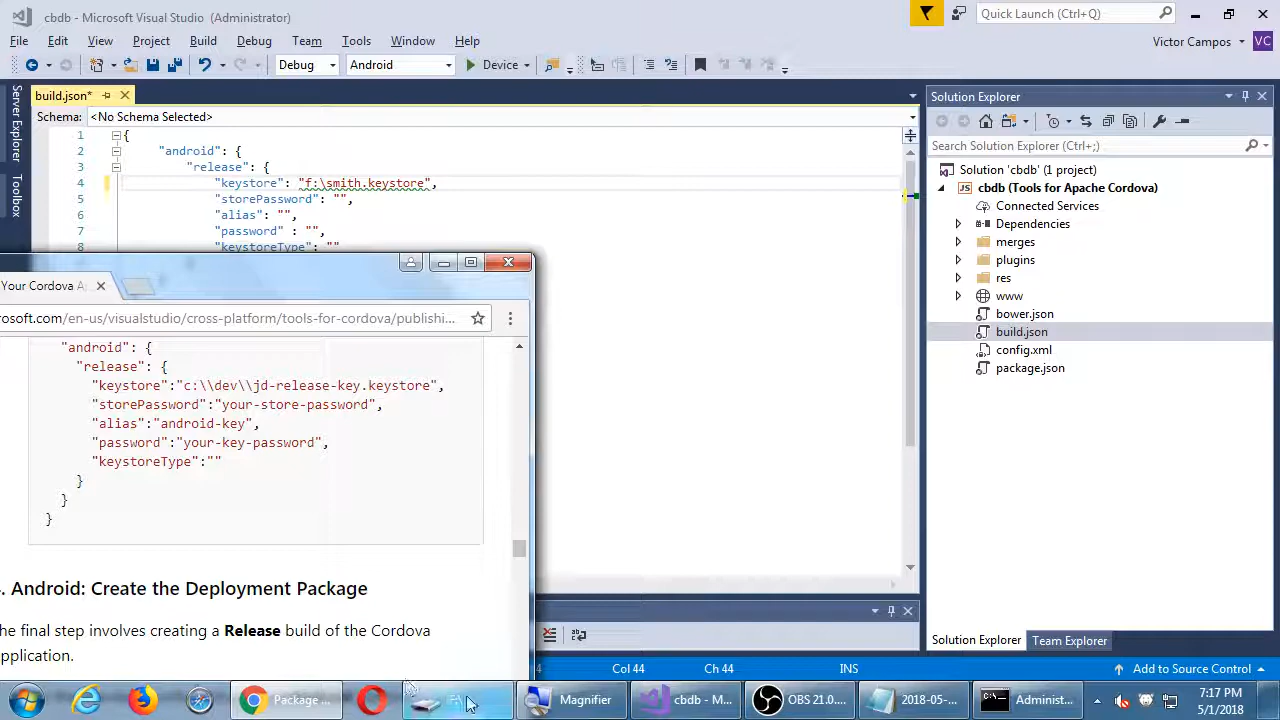 cbdb - Microsoft Visual Studio (Administrator)
Quick Launch (Ctrl+Q)
File Edit View Project Build Debug Team Tools Window Help
Victor Campos VC
Debug Android Device
build.json*
Schema: <No Schema Selected>
Server Explorer
Toolbox
1 {
2 "android": {
3 "release": {
4 "keystore": "f:\smith.keystore",
5 "storePassword": "",
6 "alias": "",
7 "password" : "",
8 "keystoreType": ""
Solution Explorer
Search Solution Explorer (Ctrl+;)
Solution 'cbdb' (1 project)
cbdb (Tools for Apache Cordova)
Connected Services
Dependencies
merges
plugins
res
www
bower.json
build.json
config.xml
package.json
Your Cordova A
rosoft.com/en-us/visualstudio/cross-platform/tools-for-cordova/publishi...
"android": {
"release": {
"keystore":"c:\\dev\\jd-release-key.keystore",
"storePassword":"your-store-password",
"alias":"android-key",
"password":"your-key-password",
"keystoreType":""
}
}
}
. Android: Create the Deployment Package
he final step involves creating a Release build of the Cordova
pplication.
Solution Explorer Team Explorer
4 Col 44 Ch 44 INS Add to Source Control
Package ...
Magnifier
cbdb - M...
OBS 21.0....
2018-05-...
Administ...
7:17 PM
5/1/2018